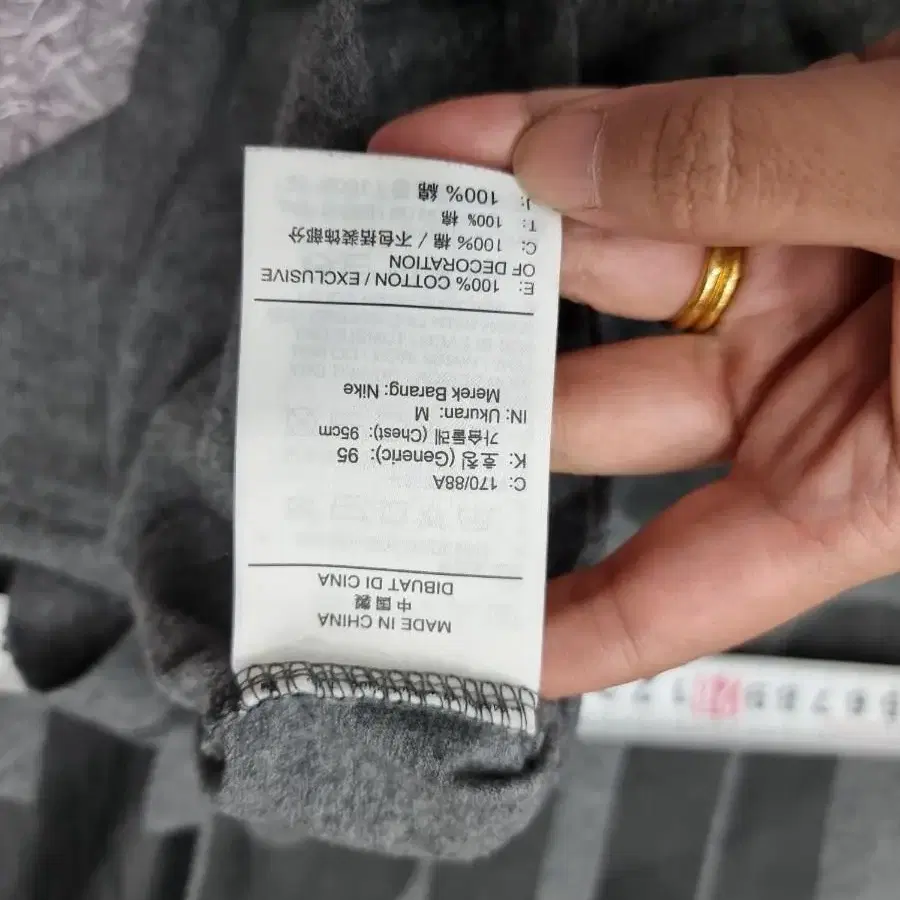 MADE IN CHINA
中 国 製
DIBUAT DI CINA
C: 170/88A
K: 호칭 (Generic): 95
가슴둘레 (Chest): 95cm
IN: Ukuran: M
Merek Barang: Nike
E: 100% COTTON / EXCLUSIVE
OF DECORATION
C: 100% 棉 / 不包括装饰部分
T: 100% 棉
J: 100% 綿